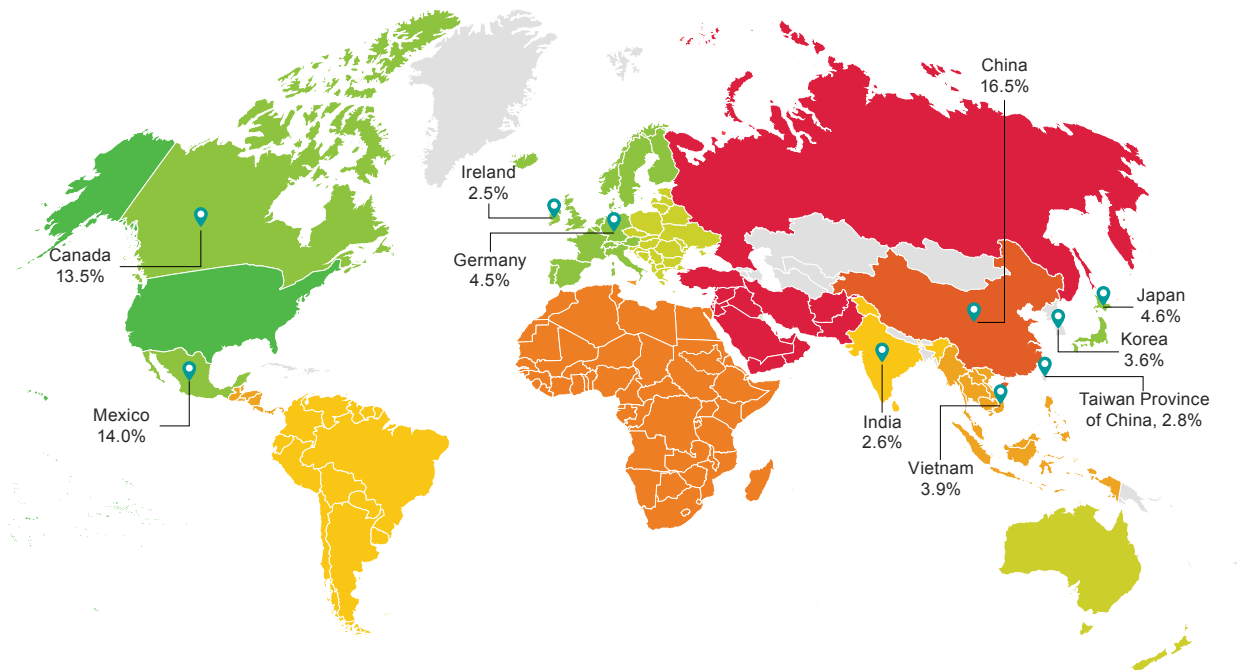 China
16.5%
Ireland
2.5%
Canada
13.5%
Germany
4.5%
Japan
4.6%
Korea
3.6%
Mexico
14.0%
India
2.6%
Taiwan Province
of China, 2.8%
Vietnam
3.9%